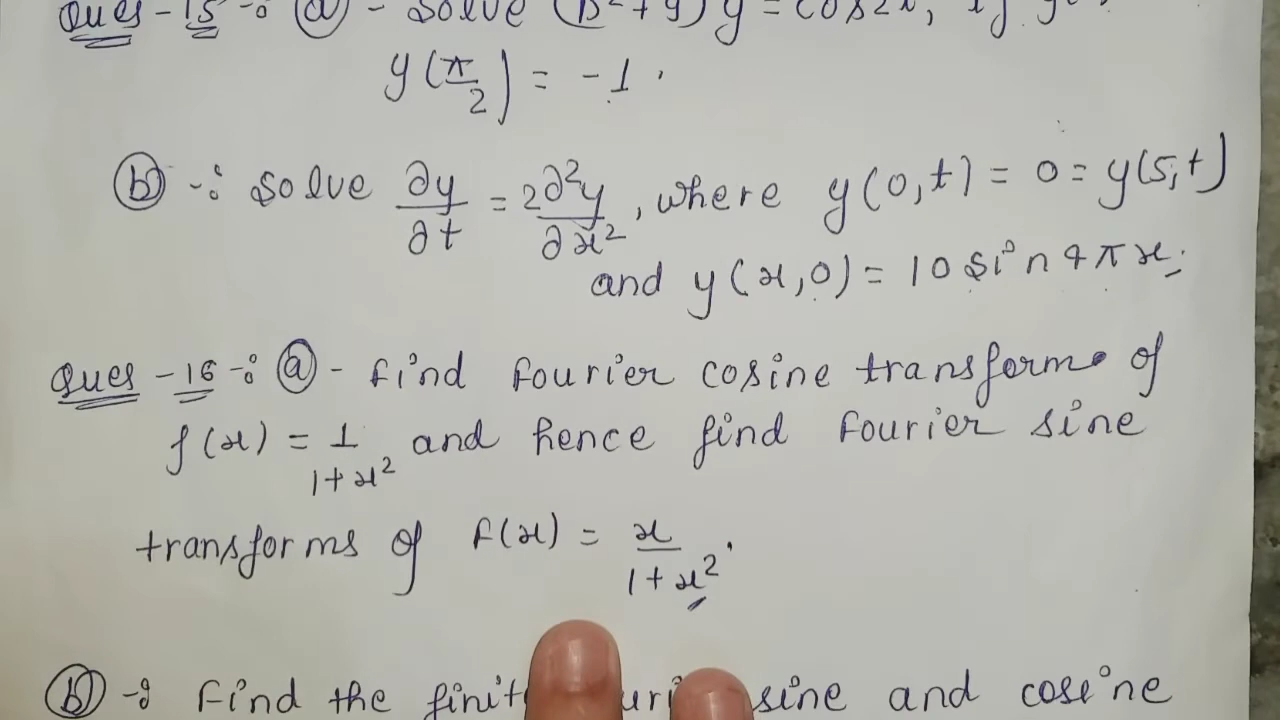 Ques - 15 -: (a) - Solve (D²+9)y = cos2x, if
y(π/2) = -1.
(b) -: solve ∂y/∂t = 2∂²y/∂x², where y(0,t) = 0 = y(5,t)
and y(x,0) = 10 sin 4πx.
Ques - 16 -: (a) - Find Fourier cosine transforms of
f(x) = 1/1+x² and hence find Fourier sine
transforms of F(x) = x/1+x².
(b) -: Find the sine and cosine